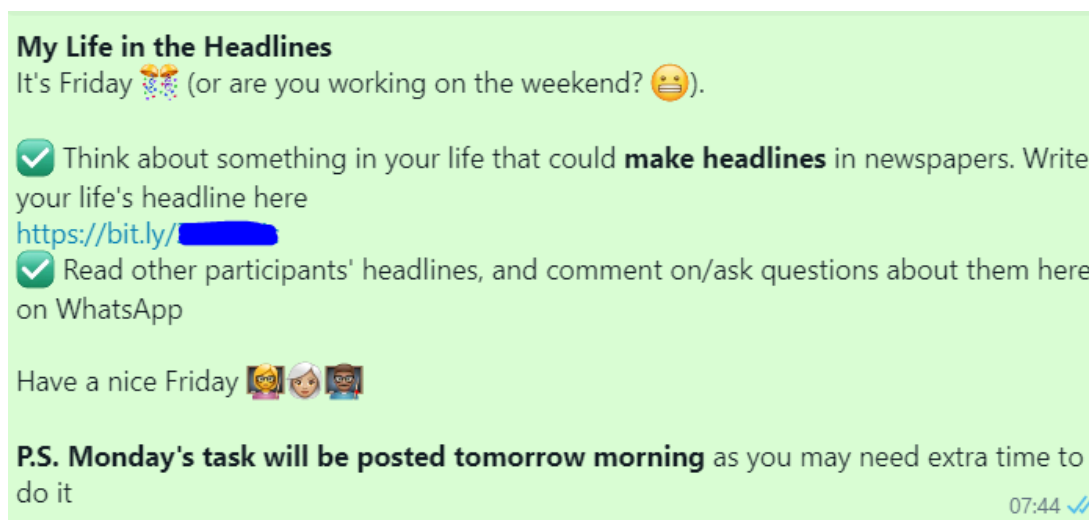 My Life in the Headlines
It's Friday 🎊 (or are you working on the weekend? 😬).
✅ Think about something in your life that could make headlines in newspapers. Write
your life's headline here
https://bit.ly/
✅ Read other participants' headlines, and comment on/ask questions about them here
on WhatsApp
Have a nice Friday 👩‍🏫👩‍🦳👨🏽‍🏫
P.S. Monday's task will be posted tomorrow morning as you may need extra time to
do it
07:44